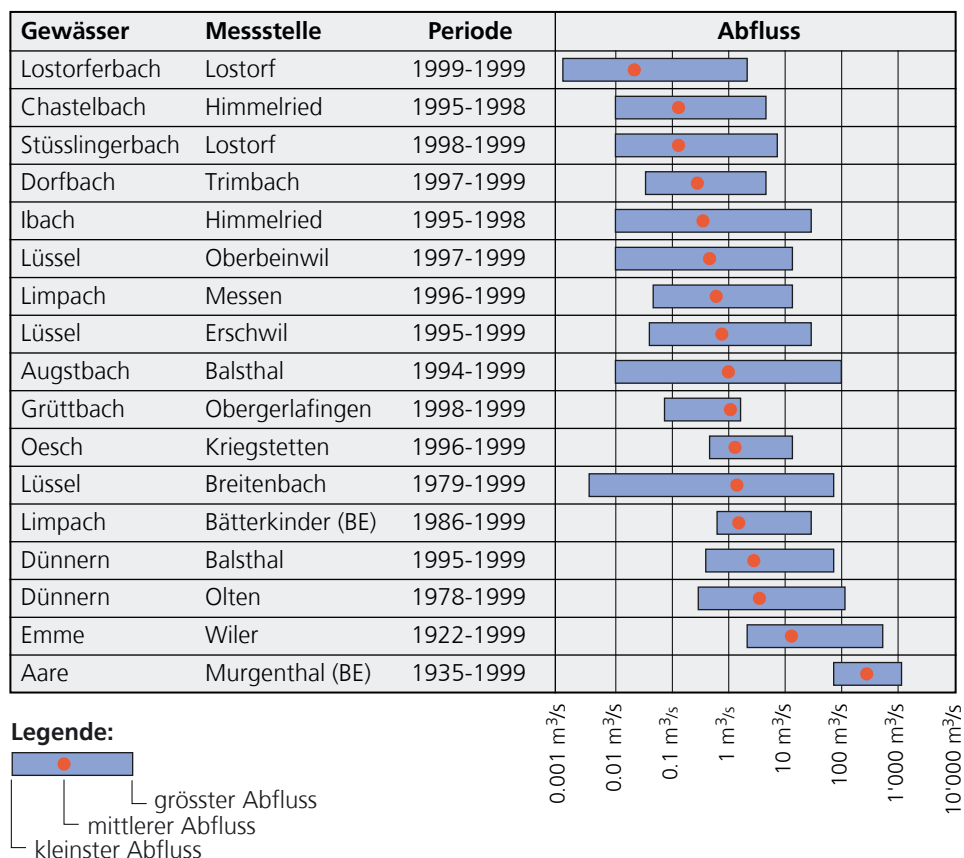 Gewässer Messstelle Periode Abfluss
Lostorferbach Lostorf 1999-1999
Chastelbach Himmelried 1995-1998
Stüsslingerbach Lostorf 1998-1999
Dorfbach Trimbach 1997-1999
Ibach Himmelried 1995-1998
Lüssel Oberbeinwil 1997-1999
Limpach Messen 1996-1999
Lüssel Erschwil 1995-1999
Augstbach Balsthal 1994-1999
Grüttbach Obergerlafingen 1998-1999
Oesch Kriegstetten 1996-1999
Lüssel Breitenbach 1979-1999
Limpach Bätterkinder (BE) 1986-1999
Dünnern Balsthal 1995-1999
Dünnern Olten 1978-1999
Emme Wiler 1922-1999
Aare Murgenthal (BE) 1935-1999
0.001 m³/s
0.01 m³/s
0.1 m³/s
1 m³/s
10 m³/s
100 m³/s
1'000 m³/s
10'000 m³/s
Legende:
grösster Abfluss
mittlerer Abfluss
kleinster Abfluss